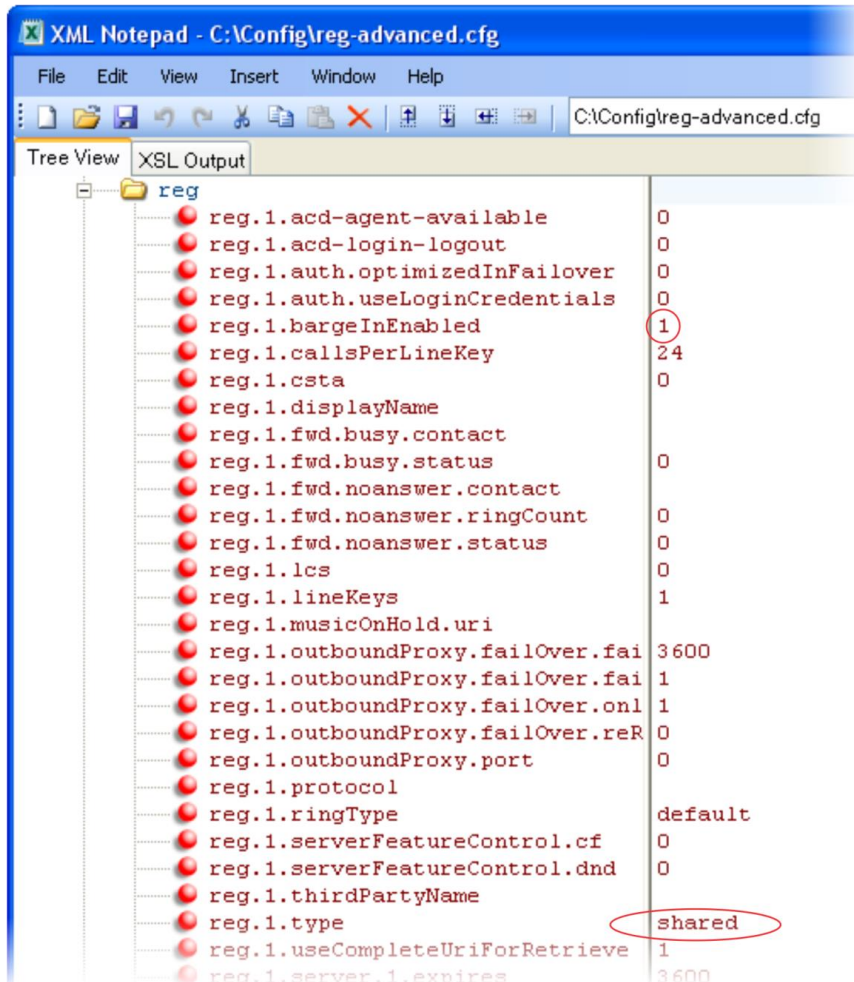 XML Notepad - C:\Config\reg-advanced.cfg
File Edit View Insert Window Help
C:\Config\reg-advanced.cfg
Tree View XSL Output
reg
reg.1.acd-agent-available 0
reg.1.acd-login-logout 0
reg.1.auth.optimizedInFailover 0
reg.1.auth.useLoginCredentials 0
reg.1.bargeInEnabled 1
reg.1.callsPerLineKey 24
reg.1.csta 0
reg.1.displayName
reg.1.fwd.busy.contact
reg.1.fwd.busy.status 0
reg.1.fwd.noanswer.contact
reg.1.fwd.noanswer.ringCount 0
reg.1.fwd.noanswer.status 0
reg.1.lcs 0
reg.1.lineKeys 1
reg.1.musicOnHold.uri
reg.1.outboundProxy.failOver.fai 3600
reg.1.outboundProxy.failOver.fai 1
reg.1.outboundProxy.failOver.onl 1
reg.1.outboundProxy.failOver.reR 0
reg.1.outboundProxy.port 0
reg.1.protocol
reg.1.ringType default
reg.1.serverFeatureControl.cf 0
reg.1.serverFeatureControl.dnd 0
reg.1.thirdPartyName
reg.1.type shared
reg.1.useCompleteUriForRetrieve 1
reg.1.server.1.expires 3600